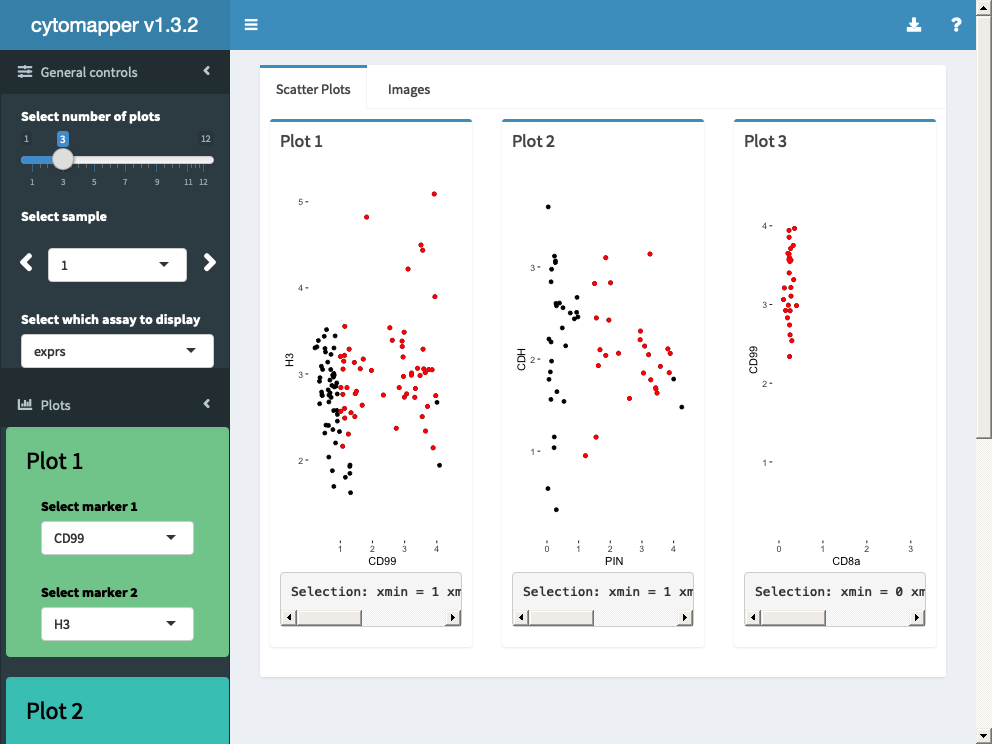 cytomapper v1.3.2
?
General controls
Select number of plots
1 3 12
1 3 5 7 9 11 12
Select sample
1
Select which assay to display
exprs
Plots
Plot 1
Select marker 1
CD99
Select marker 2
H3
Plot 2
Scatter Plots
Images
Plot 1
5
4
3
2
H3
1 2 3 4
CD99
Selection: xmin = 1 xm
Plot 2
3
2
1
CDH
0 1 2 3 4
PIN
Selection: xmin = 1 xm
Plot 3
4
3
2
1
CD99
0 1 2 3
CD8a
Selection: xmin = 0 xm